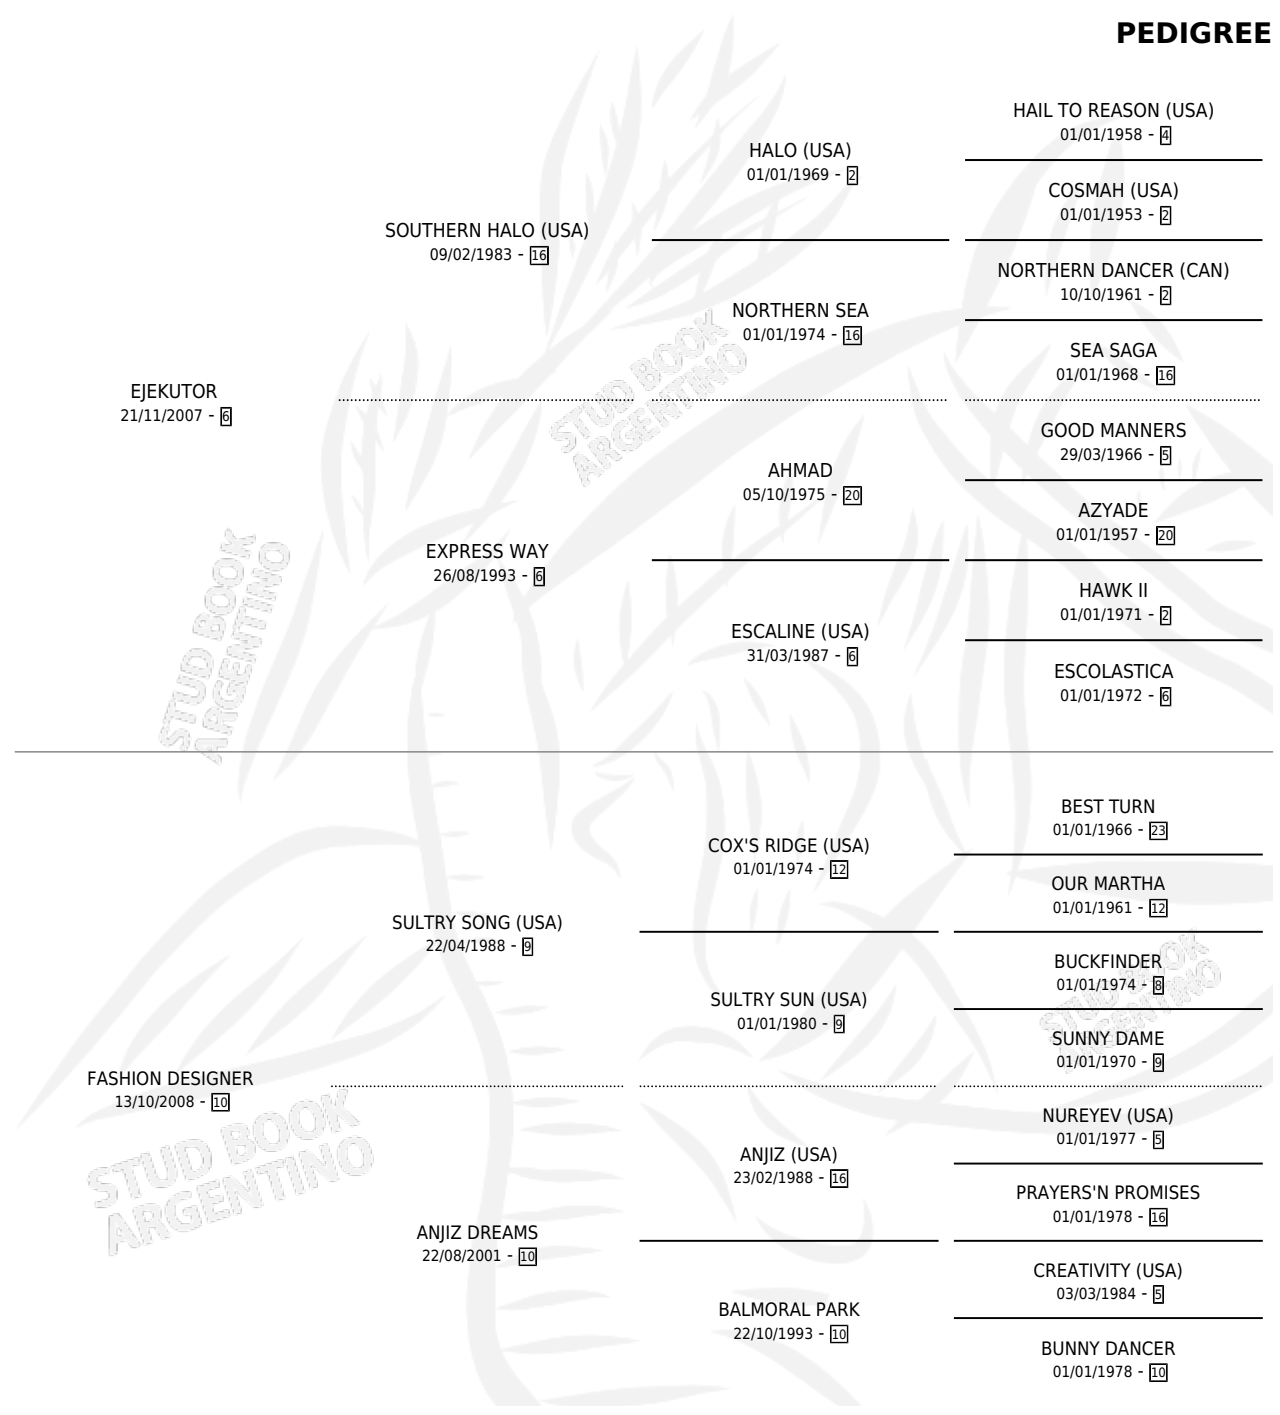 PEDIGREE
HAIL TO REASON (USA)
01/01/1958 - 4
HALO (USA)
01/01/1969 - 2
COSMAH (USA)
01/01/1953 - 2
SOUTHERN HALO (USA)
09/02/1983 - 16
NORTHERN DANCER (CAN)
10/10/1961 - 2
NORTHERN SEA
01/01/1974 - 16
SEA SAGA
01/01/1968 - 16
EJEKUTOR
21/11/2007 - 6
STUD BOOK
ARGENTINO
GOOD MANNERS
29/03/1966 - 5
AHMAD
05/10/1975 - 20
AZYADE
01/01/1957 - 20
EXPRESS WAY
26/08/1993 - 6
HAWK II
01/01/1971 - 2
ESCALINE (USA)
31/03/1987 - 6
ESCOLASTICA
01/01/1972 - 6
STUD BOOK
ARGENTINO
BEST TURN
01/01/1966 - 23
COX'S RIDGE (USA)
01/01/1974 - 12
OUR MARTHA
01/01/1961 - 12
SULTRY SONG (USA)
22/04/1988 - 9
BUCKFINDER
01/01/1974 - 8
SULTRY SUN (USA)
01/01/1980 - 9
STUD BOOK
ARGENTINO
SUNNY DAME
01/01/1970 - 9
FASHION DESIGNER
13/10/2008 - 10
NUREYEV (USA)
01/01/1977 - 5
ANJIZ (USA)
23/02/1988 - 16
PRAYERS'N PROMISES
01/01/1978 - 16
STUD BOOK
ARGENTINO
ANJIZ DREAMS
22/08/2001 - 10
CREATIVITY (USA)
03/03/1984 - 5
BALMORAL PARK
22/10/1993 - 10
BUNNY DANCER
01/01/1978 - 10